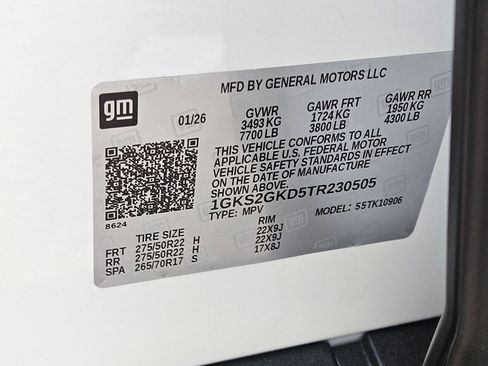 gm
MFD BY GENERAL MOTORS LLC
01/26
GVWR GAWR FRT GAWR RR
3493 KG 1724 KG 1950 KG
7700 LB 3800 LB 4300 LB
THIS VEHICLE CONFORMS TO ALL
APPLICABLE U.S. FEDERAL MOTOR
VEHICLE SAFETY STANDARDS IN EFFECT
ON THE DATE OF MANUFACTURE
SHOWN ABOVE.
1GKS2GKD5TR230505
TYPE: MPV MODEL: 55TK10906
8624
TIRE SIZE RIM
FRT 275/50R22 H 22X9J
RR 275/50R22 H 22X9J
SPA 265/70R17 S 17X8J